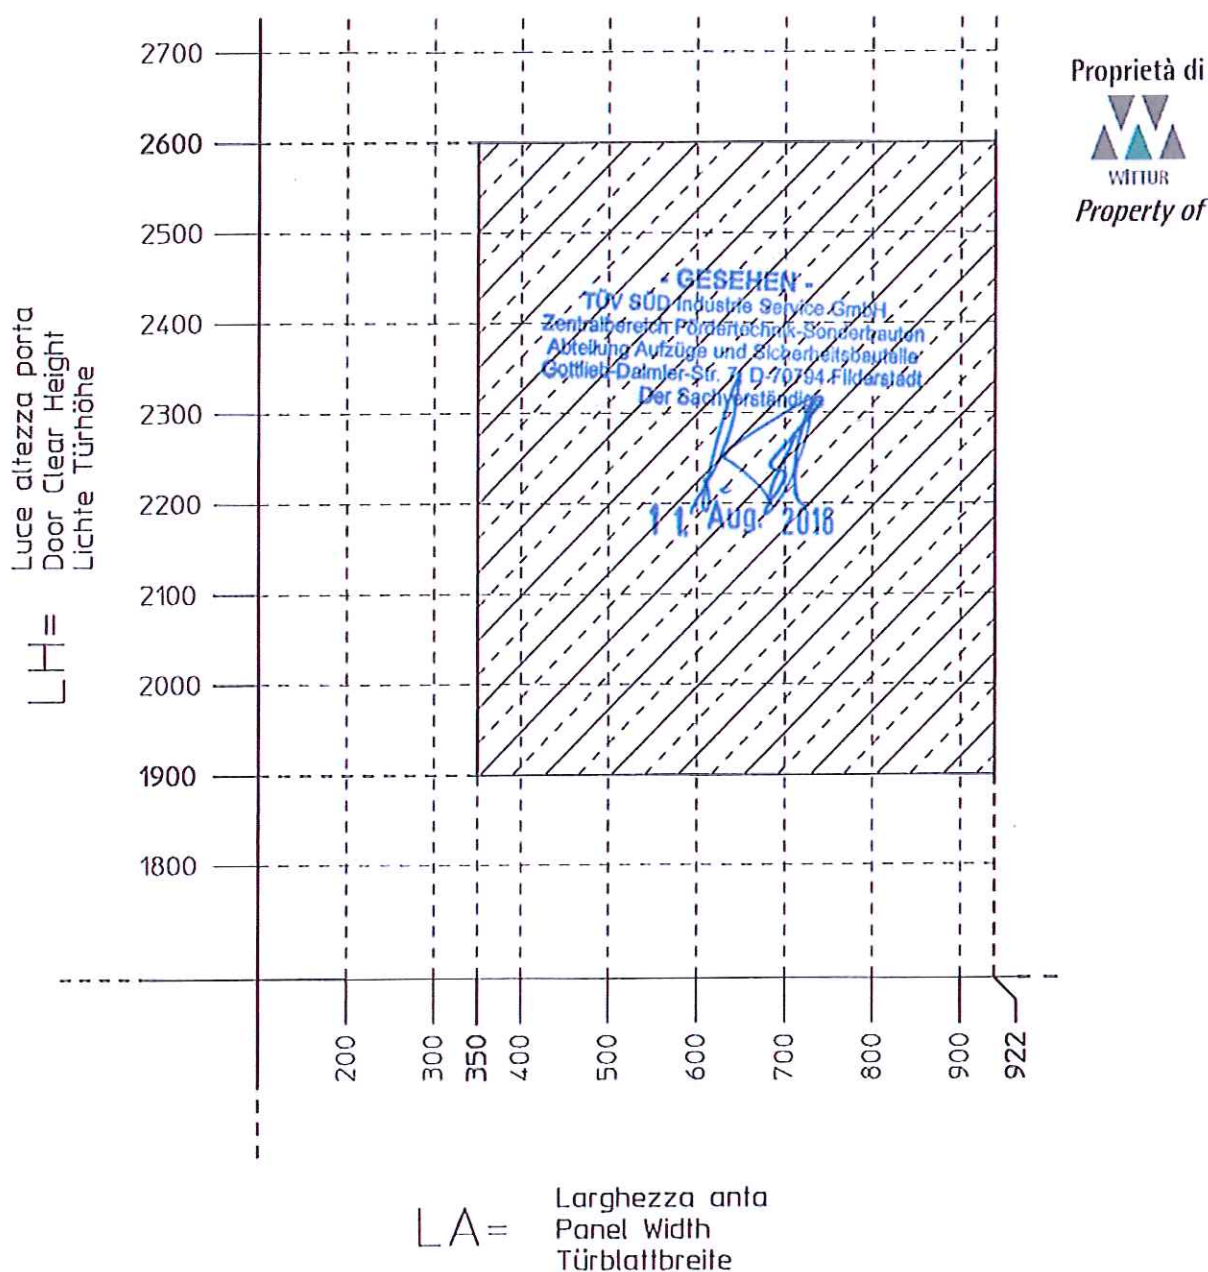 2700
2600
2500
2400
2300
2200
2100
2000
1900
1800
Proprietà di
WITTUR
Property of
LH=
Luce altezza porta
Door Clear Height
Lichte Türhöhe
- GESEHEN -
TÜV SÜD Industrie Service GmbH
Zentralbereich Fördertechnik-Sonderbauten
Abteilung Aufzüge und Sicherheitsbauteile
Gottlieb-Daimler-Str. 7, D-70794 Filderstadt
Der Sachverständige
11. Aug. 2016
200
300
350
400
500
600
700
800
900
922
LA=
Larghezza anta
Panel Width
Türblattbreite